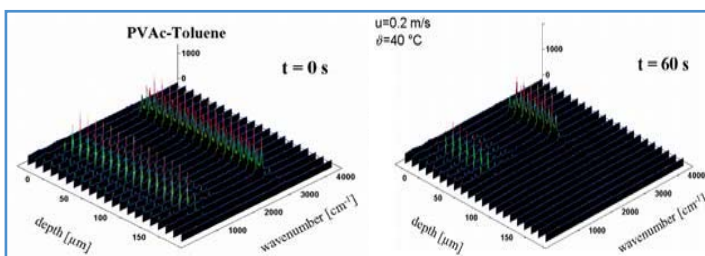 PVAc-Toluene
t = 0 s
1000
0
0
50
100
150
depth [µm]
1000
2000
3000
4000
wavenumber [cm⁻¹]
u=0.2 m/s
ϑ=40 °C
t = 60 s
1000
0
0
50
100
150
depth [µm]
1000
2000
3000
4000
wavenumber [cm⁻¹]